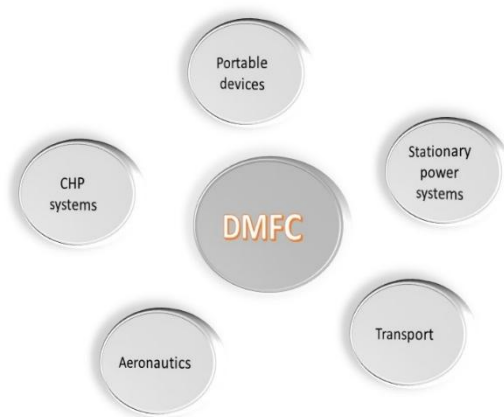 Portable
devices
CHP
systems
Stationary
power
systems
DMFC
Aeronautics
Transport